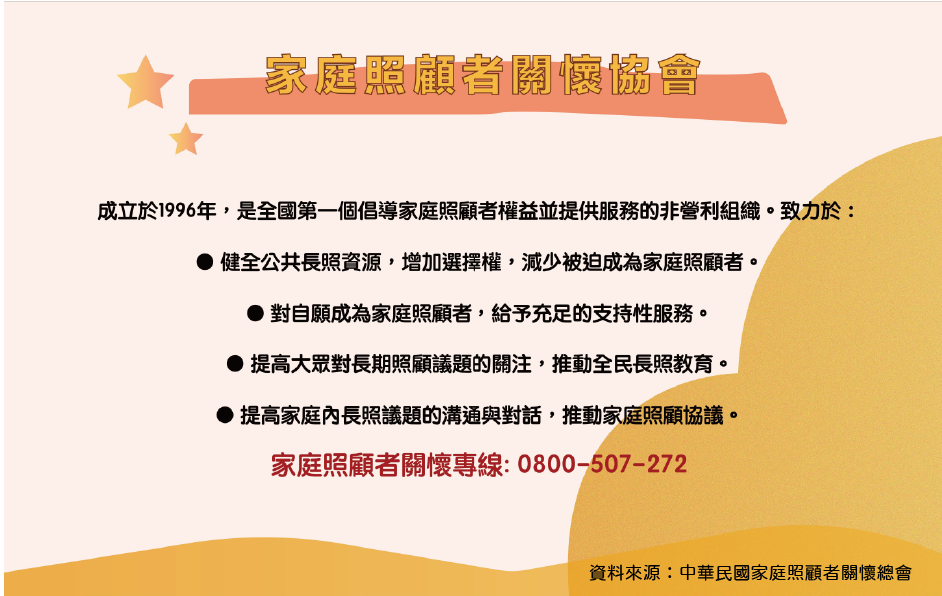 家庭照顧者關懷協會
成立於1996年，是全國第一個倡導家庭照顧者權益並提供服務的非營利組織。致力於：
● 健全公共長照資源，增加選擇權，減少被迫成為家庭照顧者。
● 對自願成為家庭照顧者，給予充足的支持性服務。
● 提高大眾對長期照顧議題的關注，推動全民長照教育。
● 提高家庭內長照議題的溝通與對話，推動家庭照顧協議。
家庭照顧者關懷專線: 0800-507-272
資料來源：中華民國家庭照顧者關懷總會